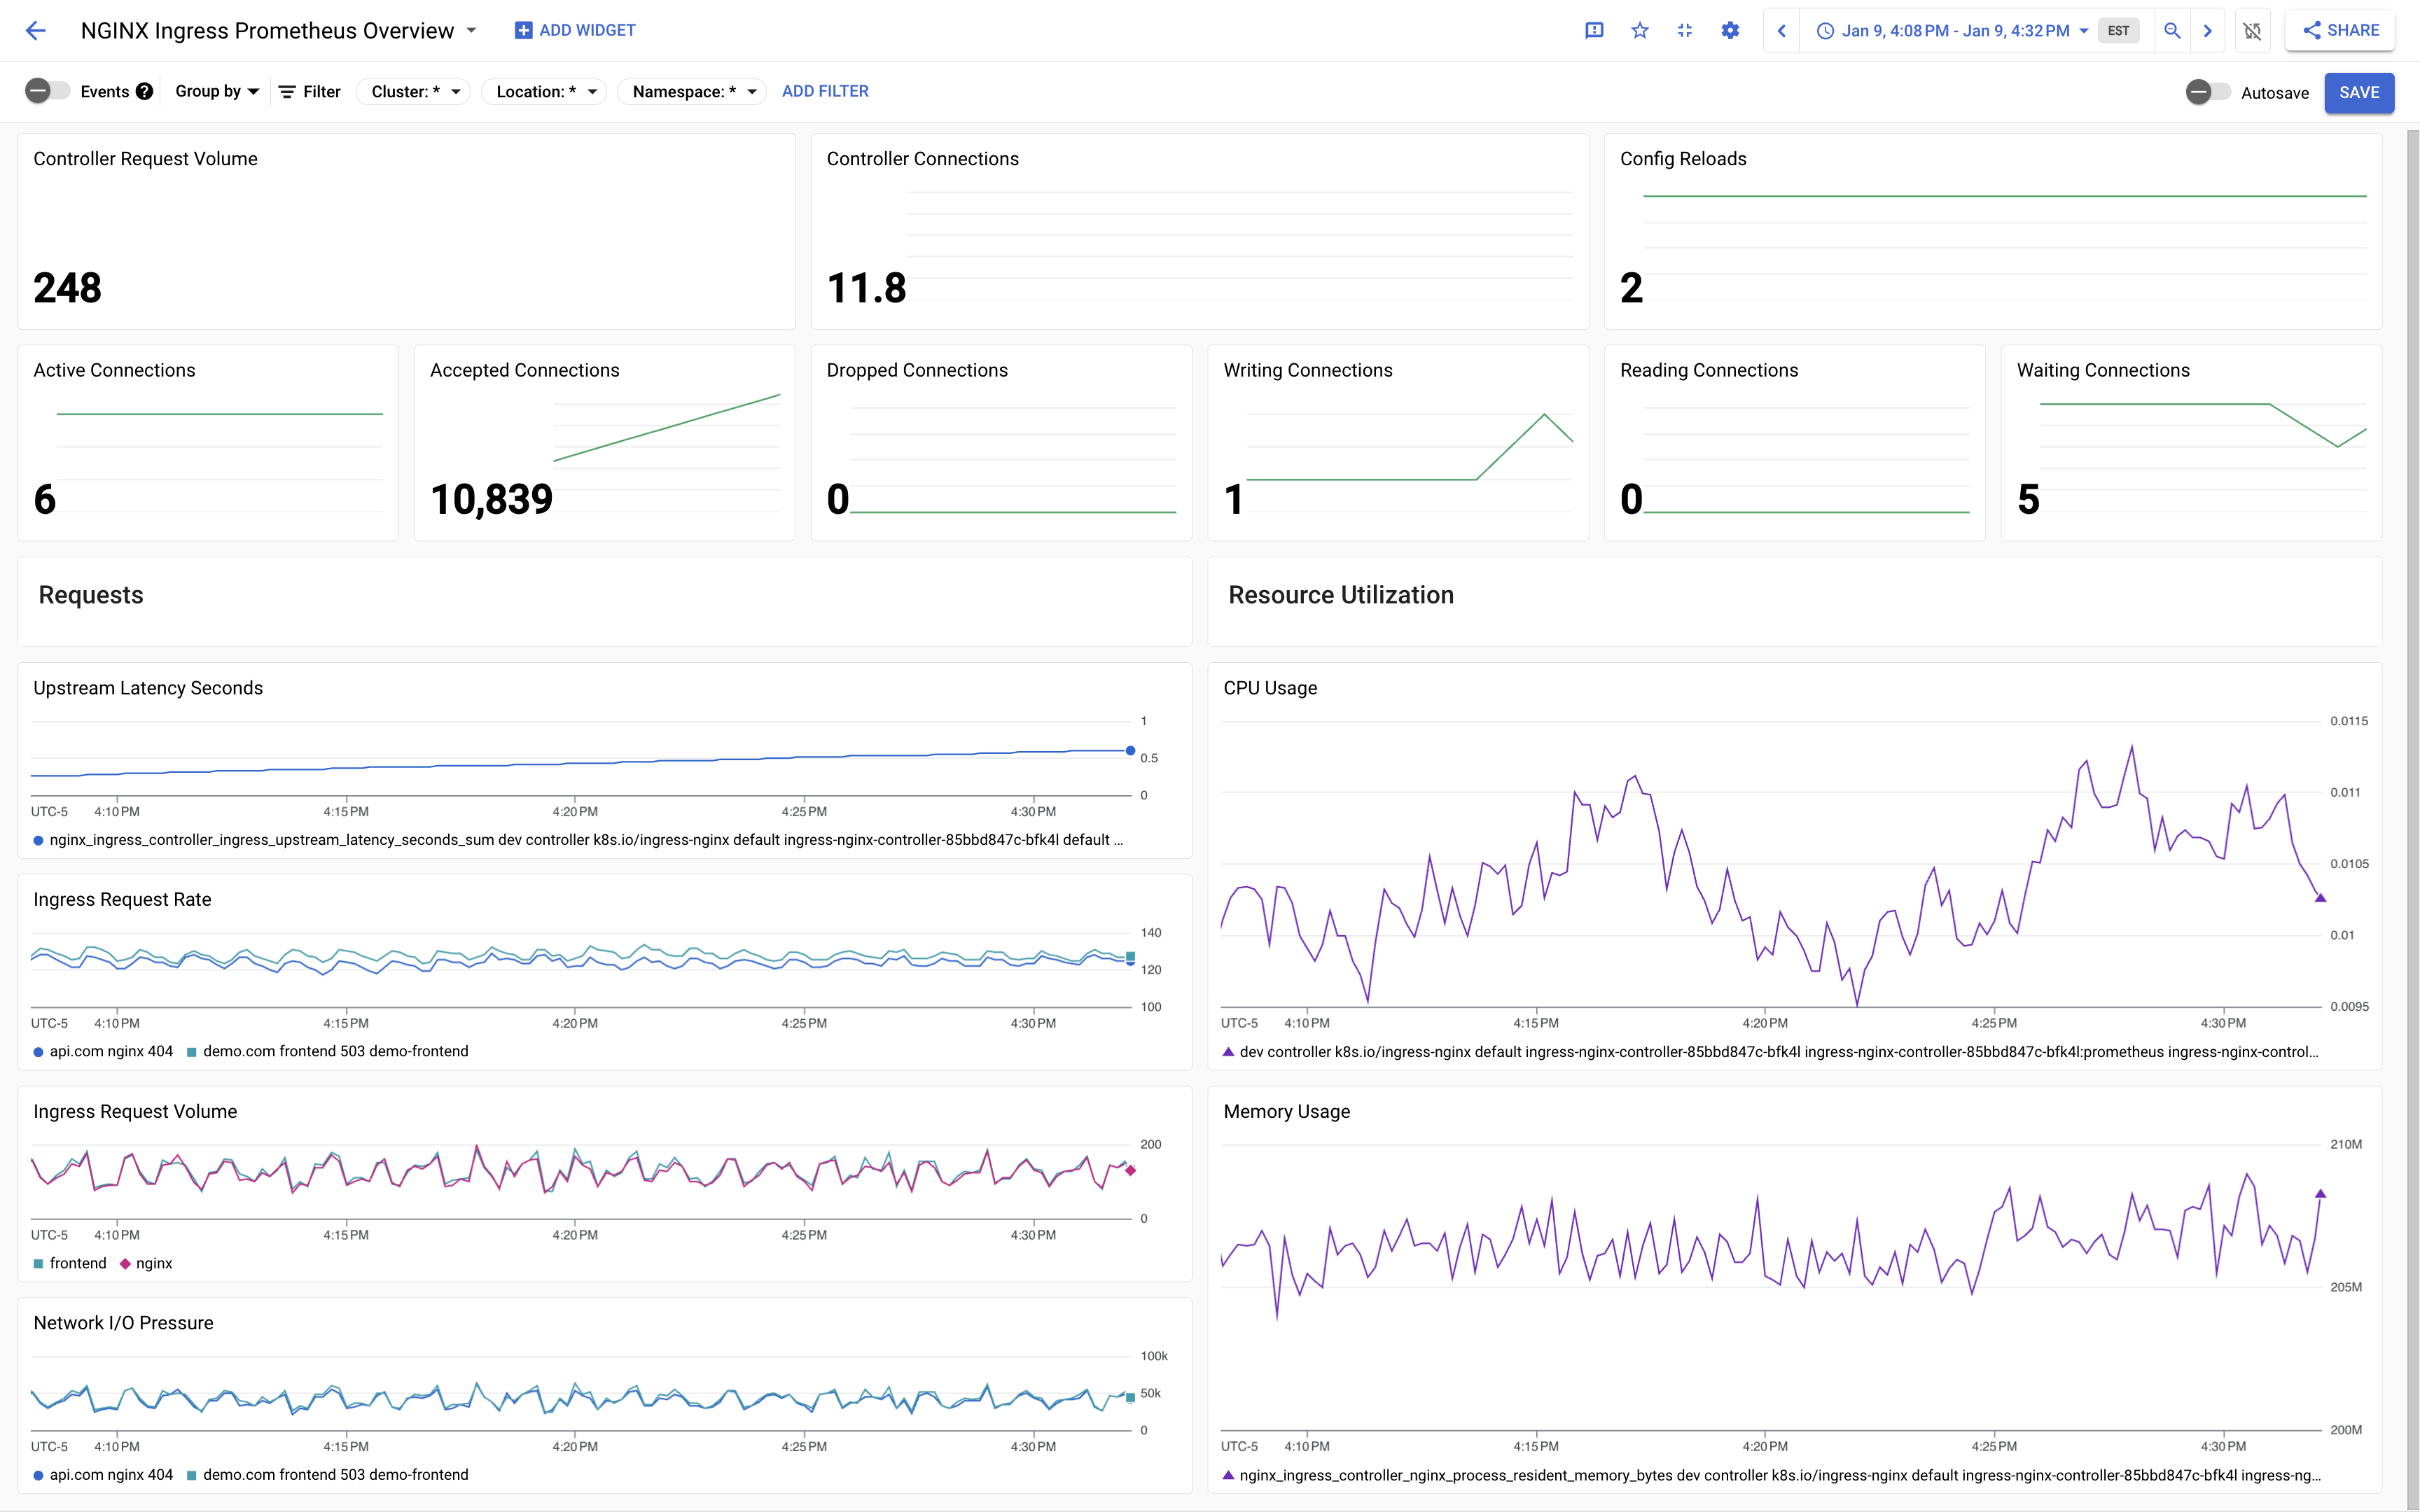 NGINX Ingress Prometheus Overview
ADD WIDGET
Jan 9, 4:08 PM - Jan 9, 4:32 PM
EST
SHARE
Events
Group by
Filter
Cluster: *
Location: *
Namespace: *
ADD FILTER
Autosave
SAVE
Controller Request Volume
248
Controller Connections
11.8
Config Reloads
2
Active Connections
6
Accepted Connections
10,839
Dropped Connections
0
Writing Connections
1
Reading Connections
0
Waiting Connections
5
Requests
Resource Utilization
Upstream Latency Seconds
1
0.5
0
UTC-5 4:10 PM 4:15 PM 4:20 PM 4:25 PM 4:30 PM
nginx_ingress_controller_ingress_upstream_latency_seconds_sum dev controller k8s.io/ingress-nginx default ingress-nginx-controller-85bbd847c-bfk4l default ...
CPU Usage
0.0115
0.011
0.0105
0.01
0.0095
UTC-5 4:10 PM 4:15 PM 4:20 PM 4:25 PM 4:30 PM
dev controller k8s.io/ingress-nginx default ingress-nginx-controller-85bbd847c-bfk4l ingress-nginx-controller-85bbd847c-bfk4l:prometheus ingress-nginx-control...
Ingress Request Rate
140
120
100
UTC-5 4:10 PM 4:15 PM 4:20 PM 4:25 PM 4:30 PM
api.com nginx 404 demo.com frontend 503 demo-frontend
Ingress Request Volume
200
0
UTC-5 4:10 PM 4:15 PM 4:20 PM 4:25 PM 4:30 PM
frontend nginx
Memory Usage
210M
205M
200M
UTC-5 4:10 PM 4:15 PM 4:20 PM 4:25 PM 4:30 PM
nginx_ingress_controller_nginx_process_resident_memory_bytes dev controller k8s.io/ingress-nginx default ingress-nginx-controller-85bbd847c-bfk4l ingress-ng...
Network I/O Pressure
100k
50k
0
UTC-5 4:10 PM 4:15 PM 4:20 PM 4:25 PM 4:30 PM
api.com nginx 404 demo.com frontend 503 demo-frontend